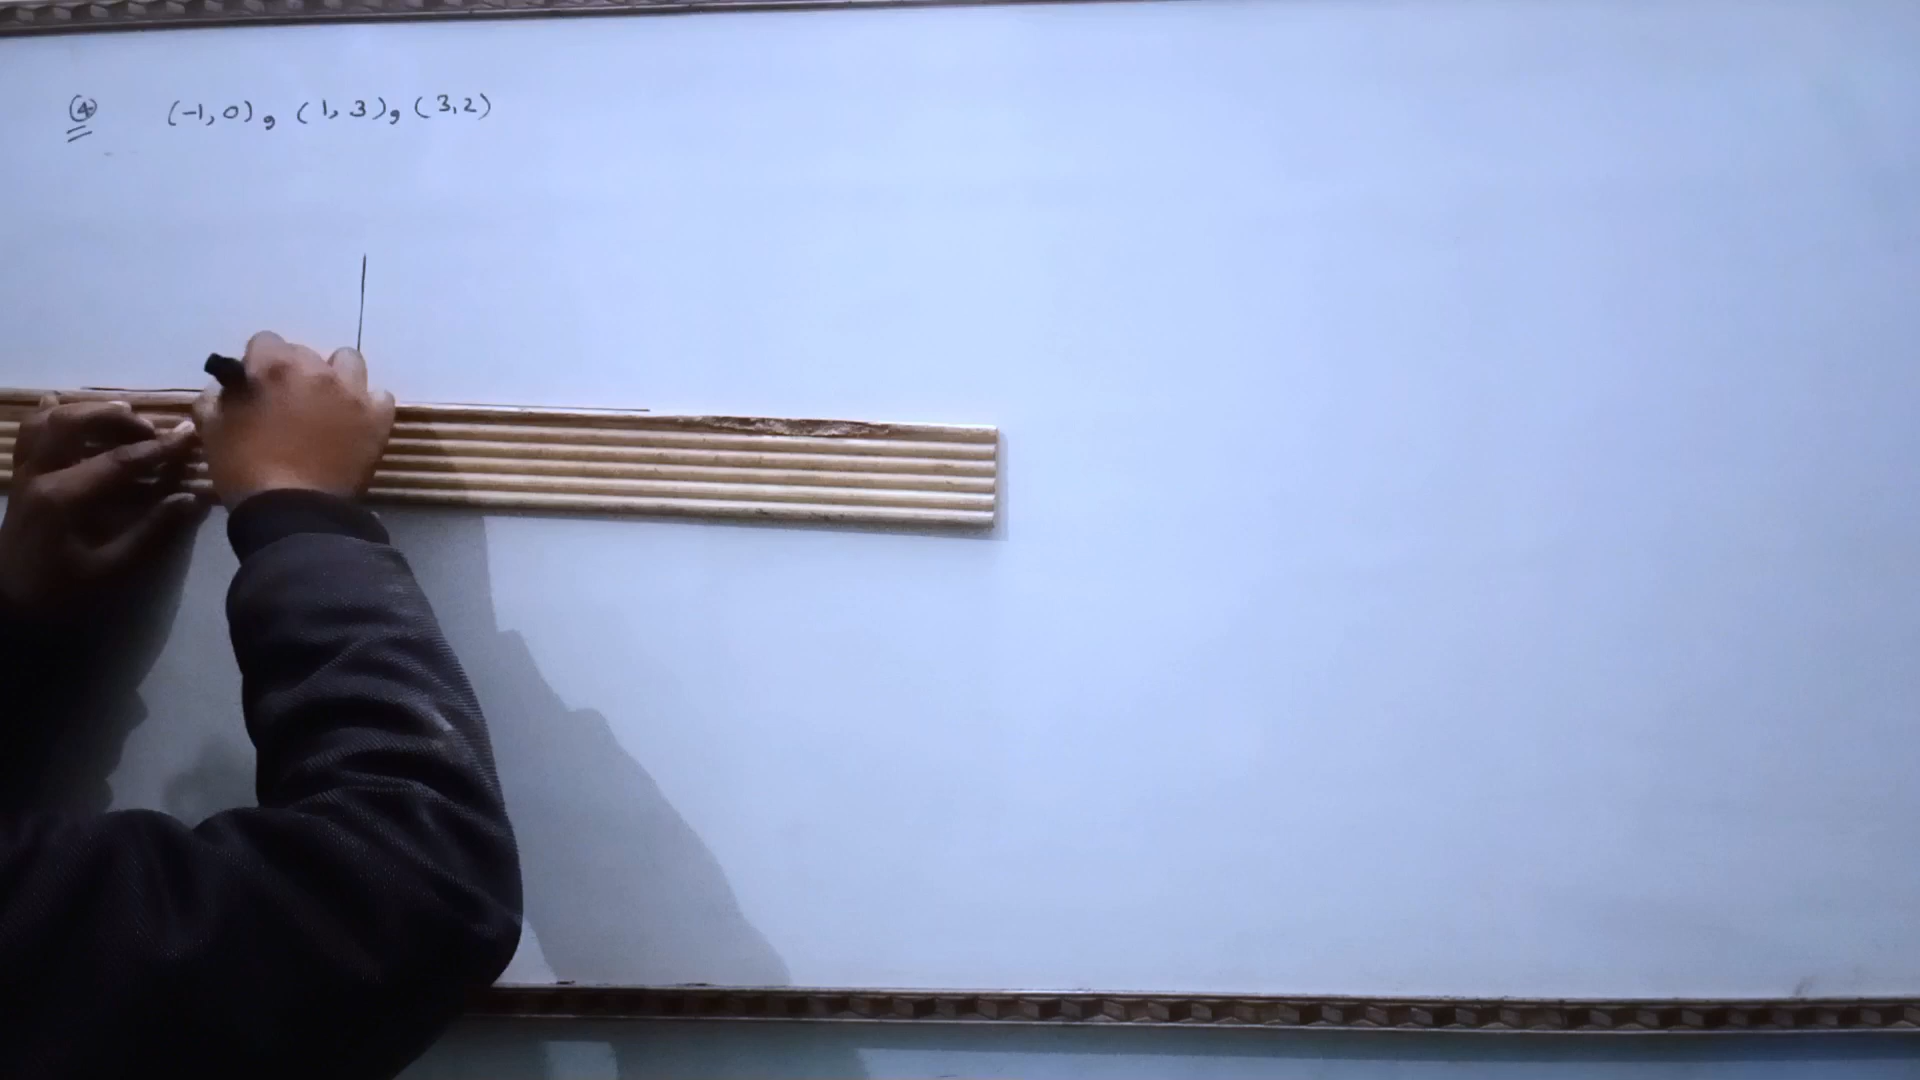 ④ (-1, 0), (1, 3), (3, 2)